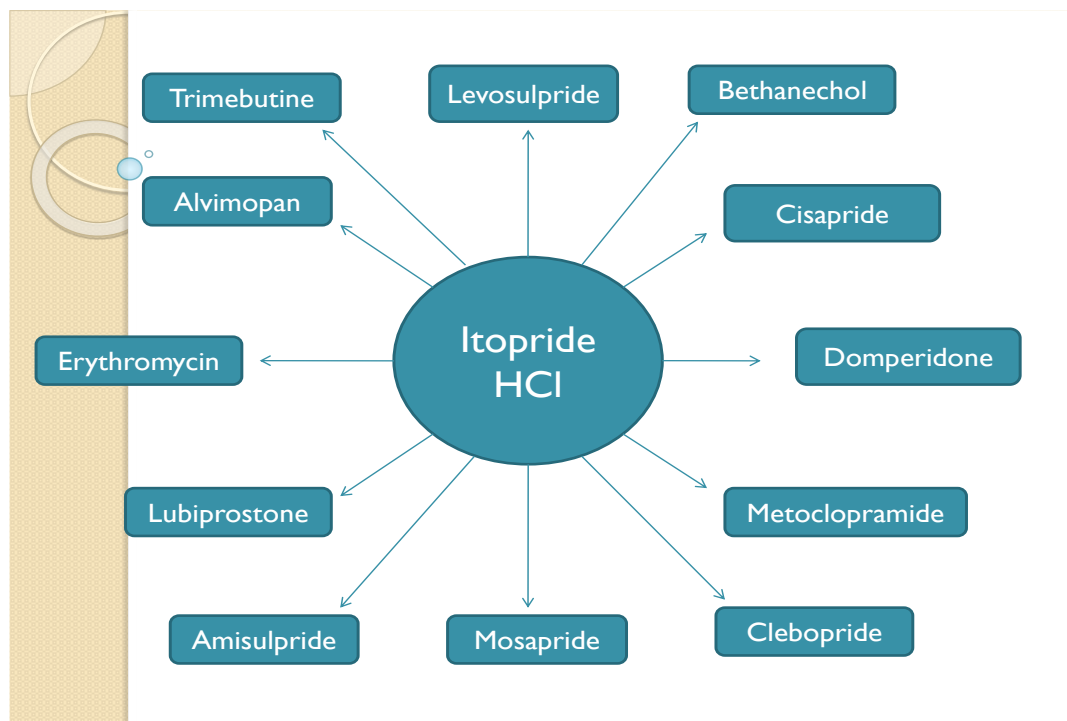 Trimebutine
Levosulpride
Bethanechol
Alvimopan
Cisapride
Itopride
HCl
Erythromycin
Domperidone
Lubiprostone
Metoclopramide
Amisulpride
Mosapride
Clebopride